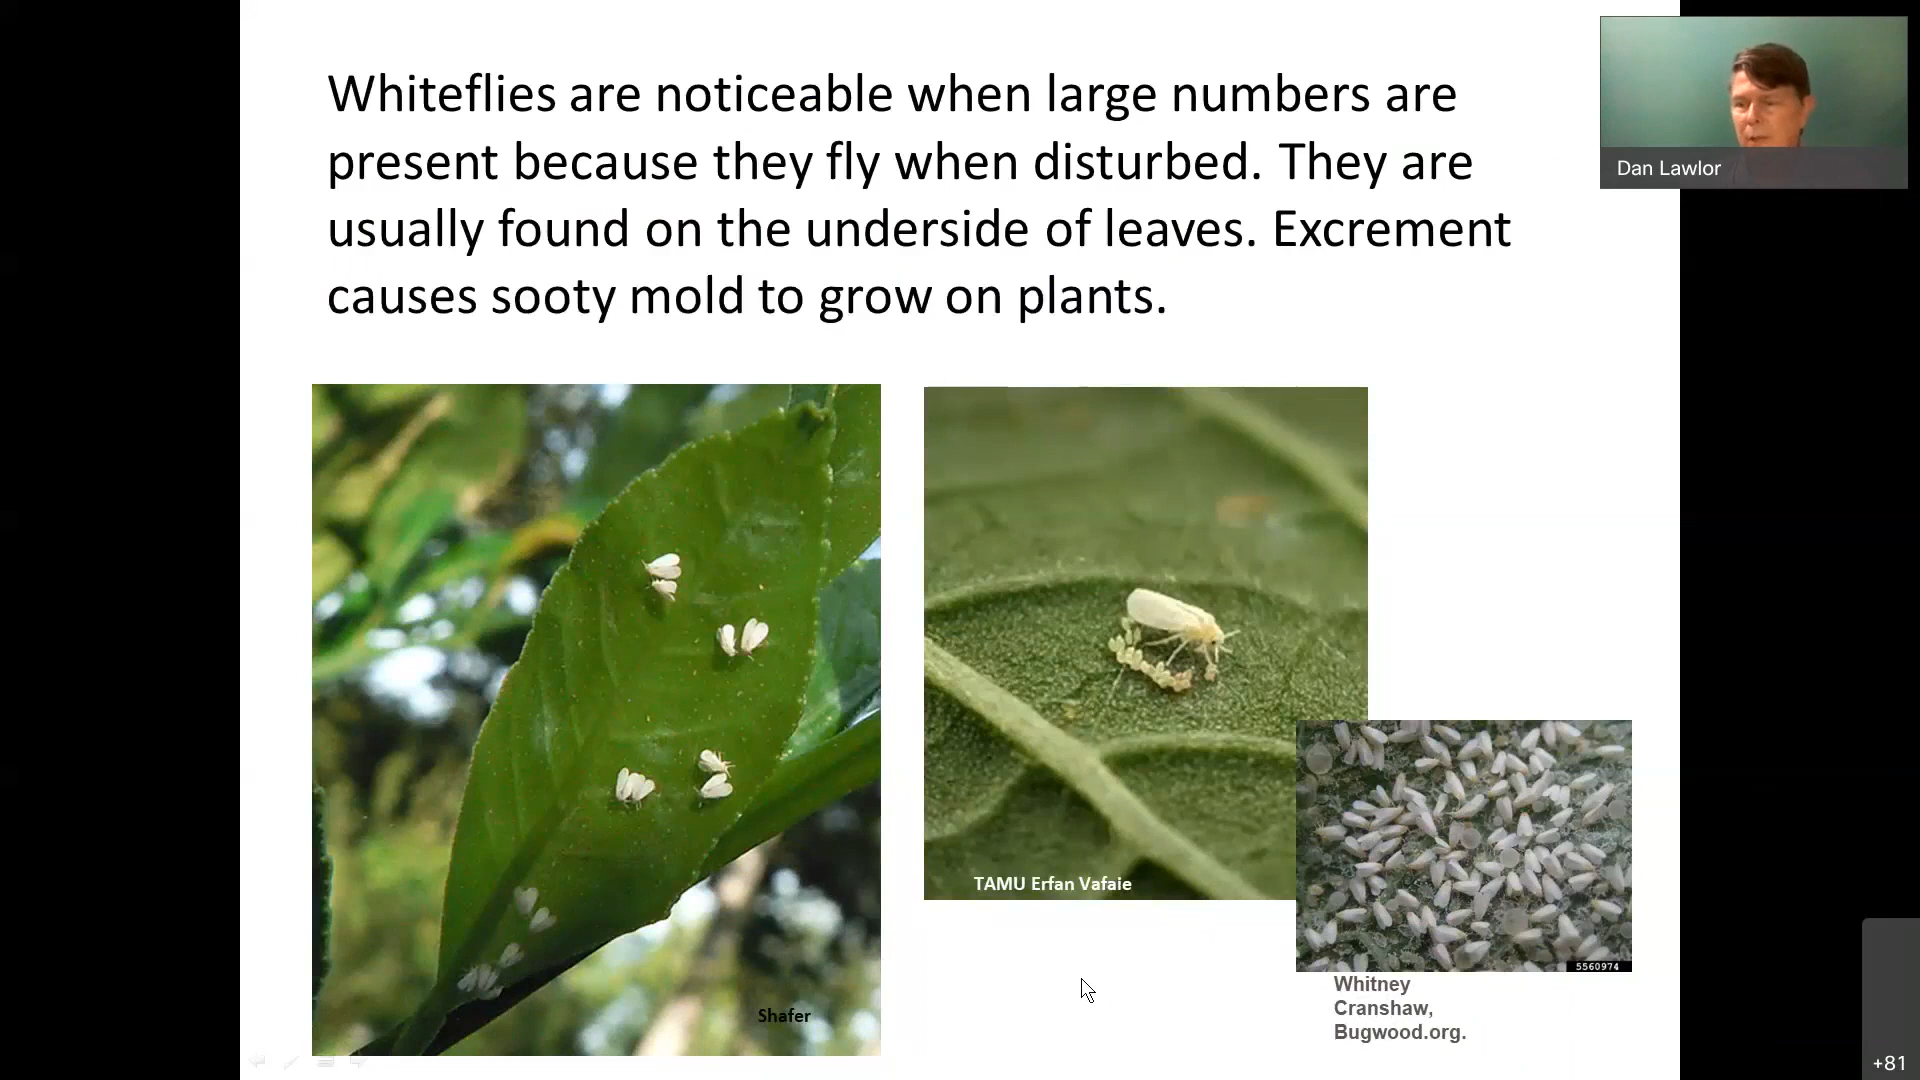 Whiteflies are noticeable when large numbers are
present because they fly when disturbed. They are
usually found on the underside of leaves. Excrement
causes sooty mold to grow on plants.
Dan Lawlor
TAMU Erfan Vafaie
5560974
Whitney
Cranshaw,
Bugwood.org.
Shafer
+81